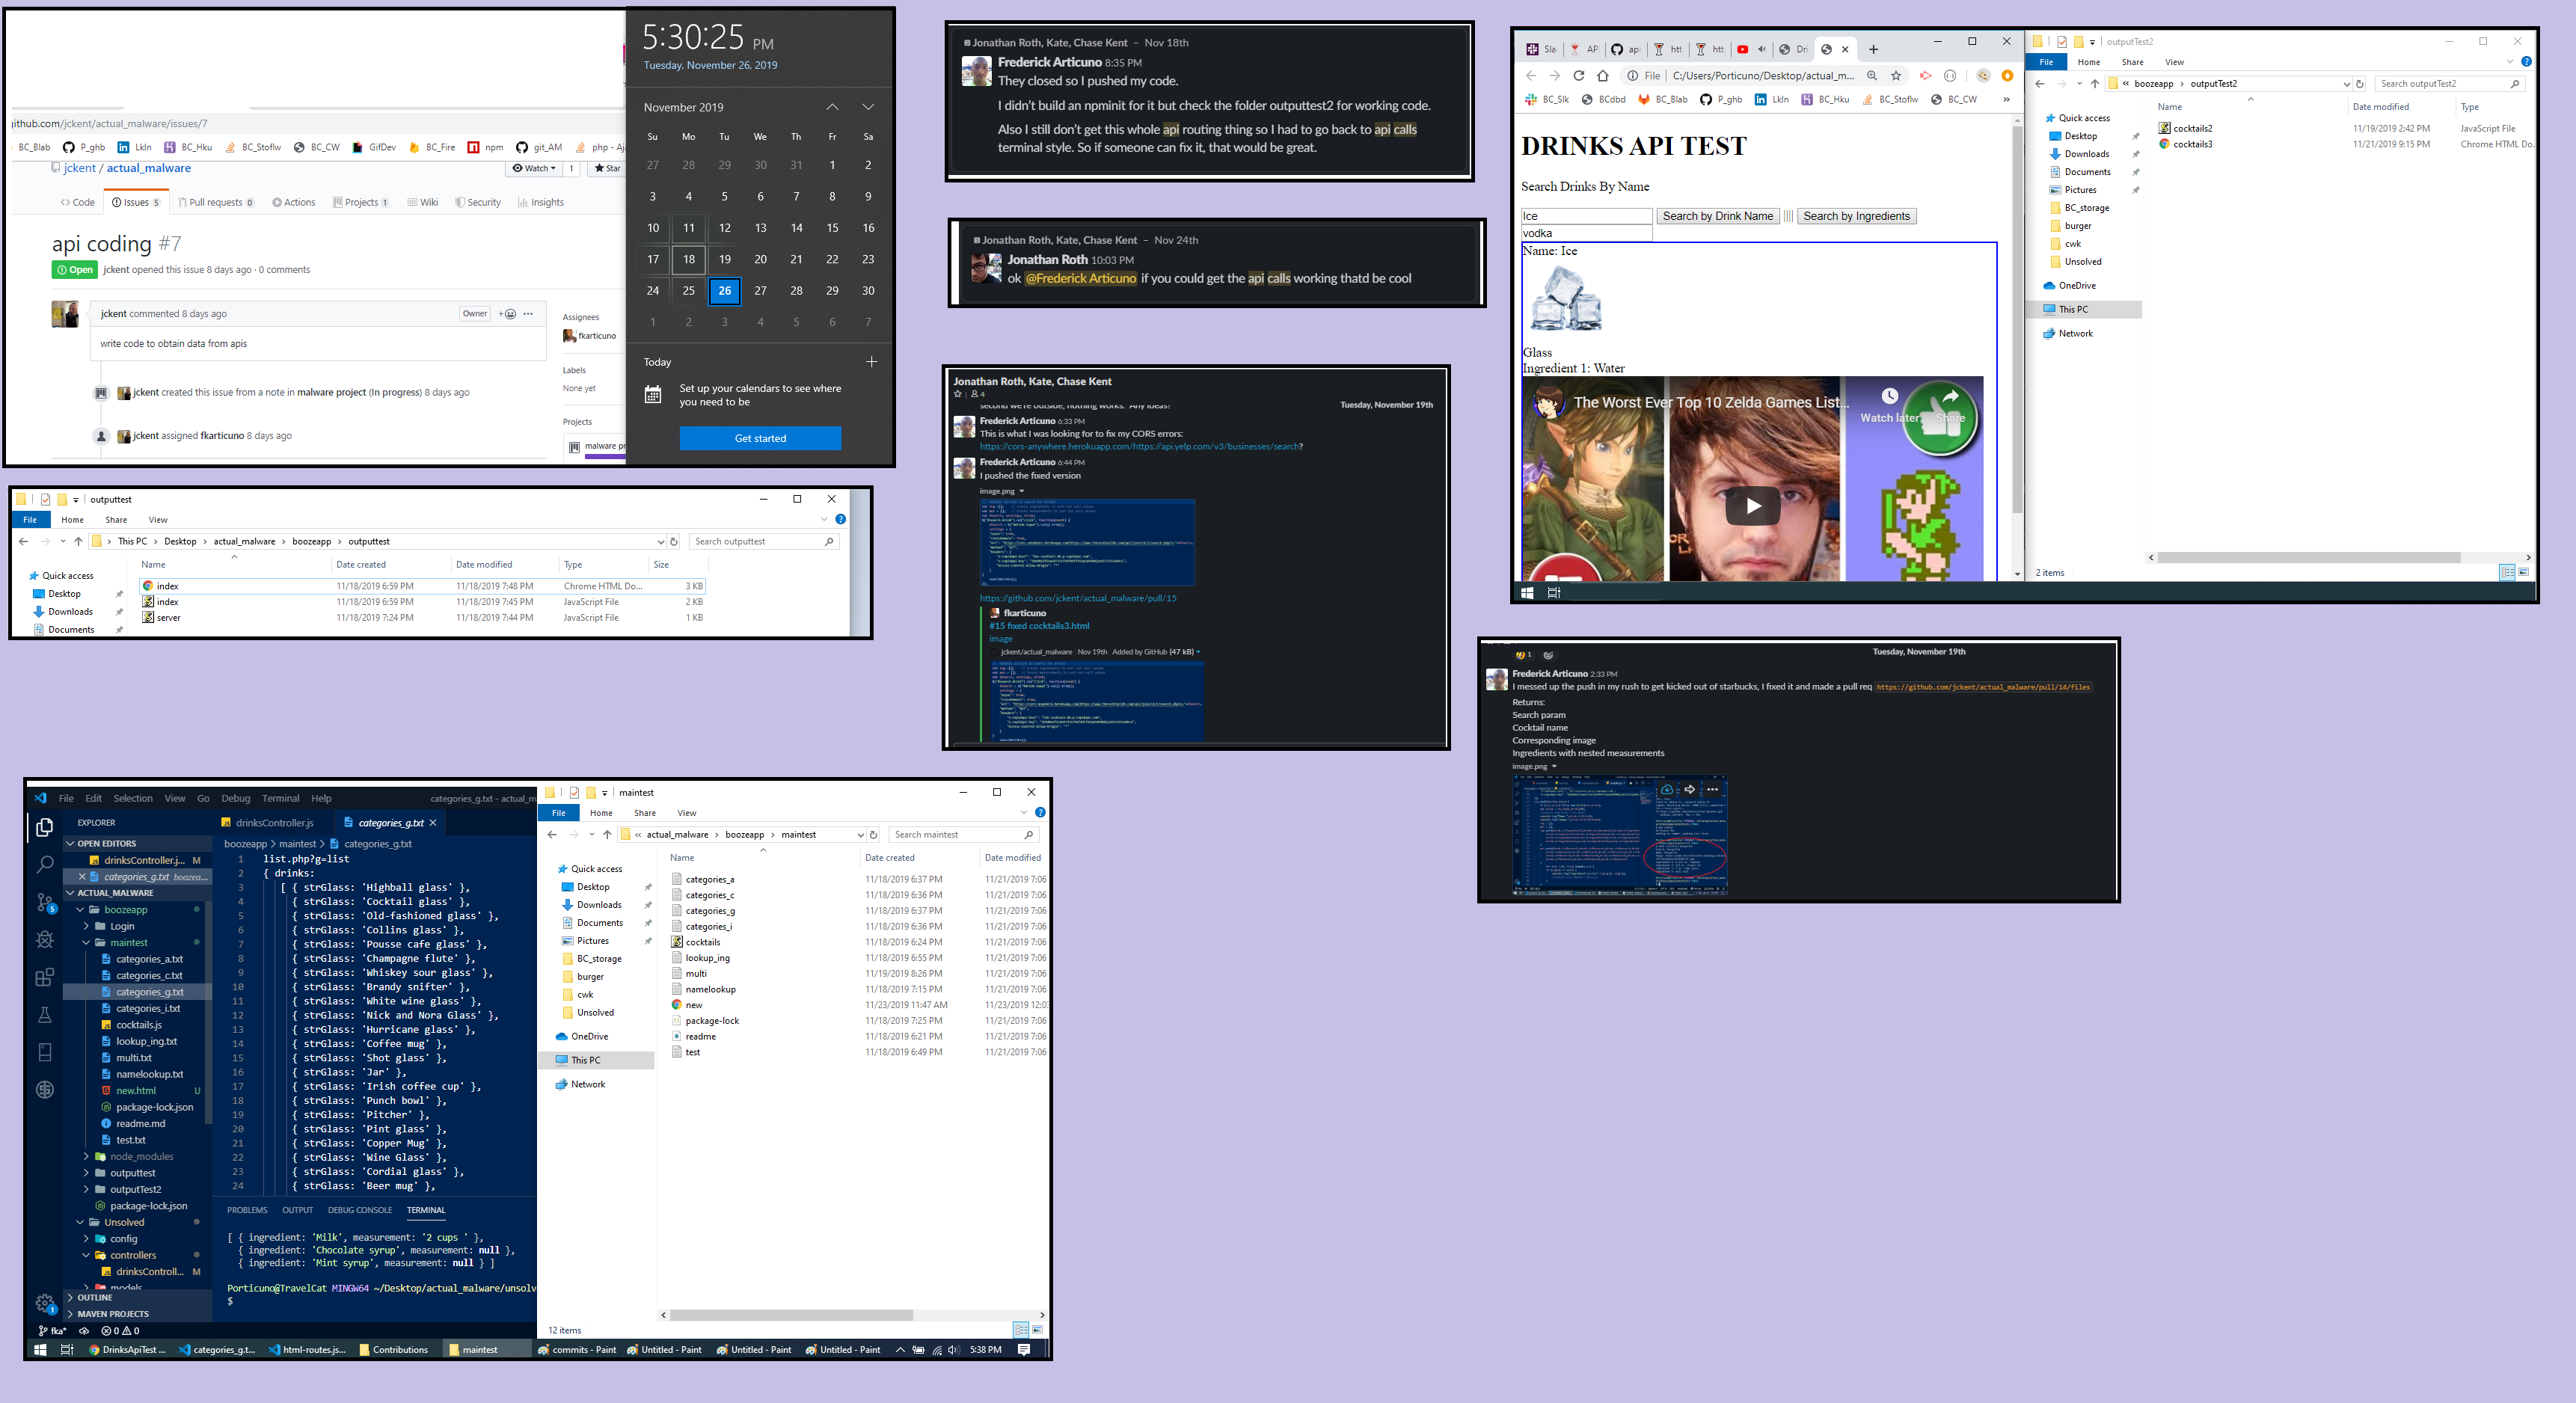 5:30:25 PM
Tuesday, November 26, 2019
November 2019
Su Mo Tu We Th Fr Sa
27 28 29 30 31 1 2
3 4 5 6 7 8 9
10 11 12 13 14 15 16
17 18 19 20 21 22 23
24 25 26 27 28 29 30
1 2 3 4 5 6 7
Today
Set up your calendars to see where
you need to be
Get started
github.com/jckent/actual_malware/issues/7
BC_Blab P_ghb LkIn BC_Hku BC_Stoflw BC_CW GifDev BC_Fire npm git_AM php - Aj
jckent / actual_malware
Watch 1 Star
Code Issues 5 Pull requests 0 Actions Projects 1 Wiki Security Insights
api coding #7
Open jckent opened this issue 8 days ago · 0 comments
jckent commented 8 days ago Owner
write code to obtain data from apis
jckent created this issue from a note in malware project (In progress) 8 days ago
jckent assigned fkarticuno 8 days ago
Assignees
fkarticuno
Labels
None yet
Projects
malware pr
outputtest
File Home Share View
This PC > Desktop > actual_malware > boozeapp > outputtest
Search outputtest
Name Date created Date modified Type Size
index 11/18/2019 6:59 PM 11/18/2019 7:48 PM Chrome HTML Do... 3 KB
index 11/18/2019 6:59 PM 11/18/2019 7:45 PM JavaScript File 2 KB
server 11/18/2019 7:24 PM 11/18/2019 7:44 PM JavaScript File 1 KB
Quick access
Desktop
Downloads
Documents
Jonathan Roth, Kate, Chase Kent – Nov 18th
Frederick Articuno 8:35 PM
They closed so I pushed my code.
I didn't build an npminit for it but check the folder outputtest2 for working code.
Also I still don't get this whole api routing thing so I had to go back to api calls
terminal style. So if someone can fix it, that would be great.
Jonathan Roth, Kate, Chase Kent – Nov 24th
Jonathan Roth 10:03 PM
ok @Frederick Articuno if you could get the api calls working thatd be cool
Jonathan Roth, Kate, Chase Kent
4
second we're outside, nothing works. Any ideas?
Tuesday, November 19th
Frederick Articuno 6:33 PM
This is what I was looking for to fix my CORS errors:
https://cors-anywhere.herokuapp.com/https://api.yelp.com/v3/businesses/search?
Frederick Articuno 6:44 PM
I pushed the fixed version
image.png
https://github.com/jckent/actual_malware/pull/15
fkarticuno
#15 fixed cocktails3.html
image
jckent/actual_malware Nov 19th Added by GitHub (47 kB)
Sla AP api htt htt Dri
File C:/Users/Porticuno/Desktop/actual_m...
BC_Slk BCdbd BC_Blab P_ghb LkIn BC_Hku BC_Stoflw BC_CW
DRINKS API TEST
Search Drinks By Name
Ice Search by Drink Name |||| Search by Ingredients
vodka
Name: Ice
Glass
Ingredient 1: Water
The Worst Ever Top 10 Zelda Games List...
Watch later Share
outputTest2
File Home Share View
boozeapp > outputTest2
Search outputTest2
Name Date modified Type
cocktails2 11/19/2019 2:42 PM JavaScript File
cocktails3 11/21/2019 9:15 PM Chrome HTML Do.
Quick access
Desktop
Downloads
Documents
Pictures
BC_storage
burger
cwk
Unsolved
OneDrive
This PC
Network
2 items
Tuesday, November 19th
1
Frederick Articuno 2:33 PM
I messed up the push in my rush to get kicked out of starbucks, I fixed it and made a pull req https://github.com/jckent/actual_malware/pull/14/files
Returns:
Search param
Cocktail name
Corresponding image
Ingredients with nested measurements
image.png
File Edit Selection View Go Debug Terminal Help categories_g.txt - actual_m
EXPLORER
OPEN EDITORS
drinksController.j... M
categories_g.txt boozea...
ACTUAL_MALWARE
boozeapp
Login
maintest
categories_a.txt
categories_c.txt
categories_g.txt
categories_i.txt
cocktails.js
lookup_ing.txt
multi.txt
namelookup.txt
new.html U
package-lock.json
readme.md
test.txt
node_modules
outputtest
outputTest2
package-lock.json
Unsolved
config
controllers
drinksControll... M
models
OUTLINE
MAVEN PROJECTS
fka* 0 0
drinksController.js categories_g.txt
boozeapp > maintest > categories_g.txt
1 list.php?g=list
2 { drinks:
3 [ { strGlass: 'Highball glass' },
4 { strGlass: 'Cocktail glass' },
5 { strGlass: 'Old-fashioned glass' },
6 { strGlass: 'Collins glass' },
7 { strGlass: 'Pousse cafe glass' },
8 { strGlass: 'Champagne flute' },
9 { strGlass: 'Whiskey sour glass' },
10 { strGlass: 'Brandy snifter' },
11 { strGlass: 'White wine glass' },
12 { strGlass: 'Nick and Nora Glass' },
13 { strGlass: 'Hurricane glass' },
14 { strGlass: 'Coffee mug' },
15 { strGlass: 'Shot glass' },
16 { strGlass: 'Jar' },
17 { strGlass: 'Irish coffee cup' },
18 { strGlass: 'Punch bowl' },
19 { strGlass: 'Pitcher' },
20 { strGlass: 'Pint glass' },
21 { strGlass: 'Copper Mug' },
22 { strGlass: 'Wine Glass' },
23 { strGlass: 'Cordial glass' },
24 { strGlass: 'Beer mug' },
PROBLEMS OUTPUT DEBUG CONSOLE TERMINAL
[ { ingredient: 'Milk', measurement: '2 cups ' },
{ ingredient: 'Chocolate syrup', measurement: null },
{ ingredient: 'Mint syrup', measurement: null } ]
Porticuno@TravelCat MINGW64 ~/Desktop/actual_malware/unsolv
$
maintest
File Home Share View
actual_malware > boozeapp > maintest
Search maintest
Name Date created Date modified
categories_a 11/18/2019 6:37 PM 11/21/2019 7:06
categories_c 11/18/2019 6:36 PM 11/21/2019 7:06
categories_g 11/18/2019 6:37 PM 11/21/2019 7:06
categories_i 11/18/2019 6:36 PM 11/21/2019 7:06
cocktails 11/18/2019 6:24 PM 11/21/2019 7:06
lookup_ing 11/18/2019 6:55 PM 11/21/2019 7:06
multi 11/19/2019 8:26 PM 11/21/2019 7:06
namelookup 11/18/2019 7:15 PM 11/21/2019 7:06
new 11/23/2019 11:47 AM 11/23/2019 12:03
package-lock 11/18/2019 7:25 PM 11/21/2019 7:06
readme 11/18/2019 6:21 PM 11/21/2019 7:06
test 11/18/2019 6:49 PM 11/21/2019 7:06
Quick access
Desktop
Downloads
Documents
Pictures
BC_storage
burger
cwk
Unsolved
OneDrive
This PC
Network
12 items
DrinksApiTest ... categories_g.t... html-routes.js... Contributions maintest commits - Paint Untitled - Paint Untitled - Paint Untitled - Paint 5:38 PM